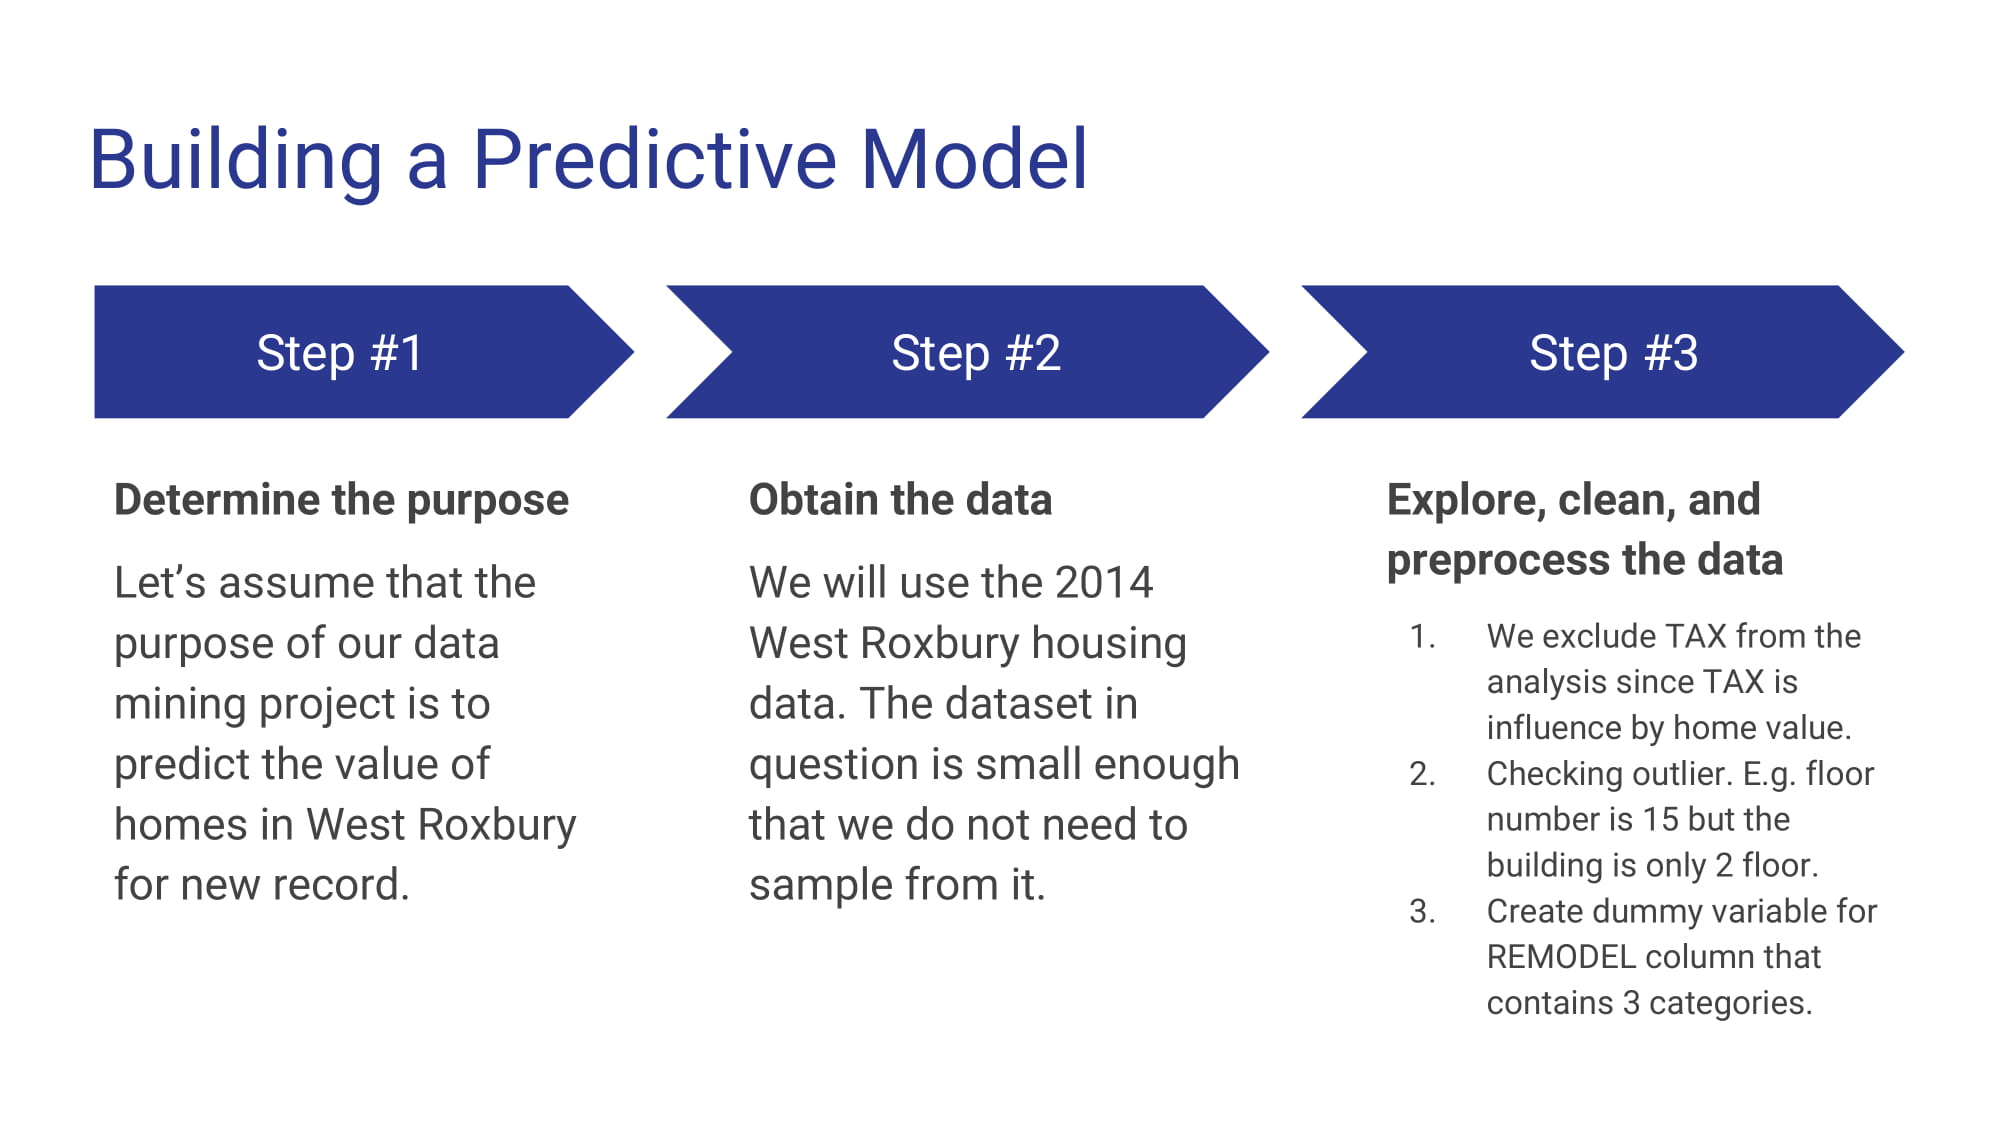 Building a Predictive Model
Step #1
Step #2
Step #3
Determine the purpose
Let’s assume that the
purpose of our data
mining project is to
predict the value of
homes in West Roxbury
for new record.
Obtain the data
We will use the 2014
West Roxbury housing
data. The dataset in
question is small enough
that we do not need to
sample from it.
Explore, clean, and
preprocess the data
1. We exclude TAX from the
analysis since TAX is
influence by home value.
2. Checking outlier. E.g. floor
number is 15 but the
building is only 2 floor.
3. Create dummy variable for
REMODEL column that
contains 3 categories.